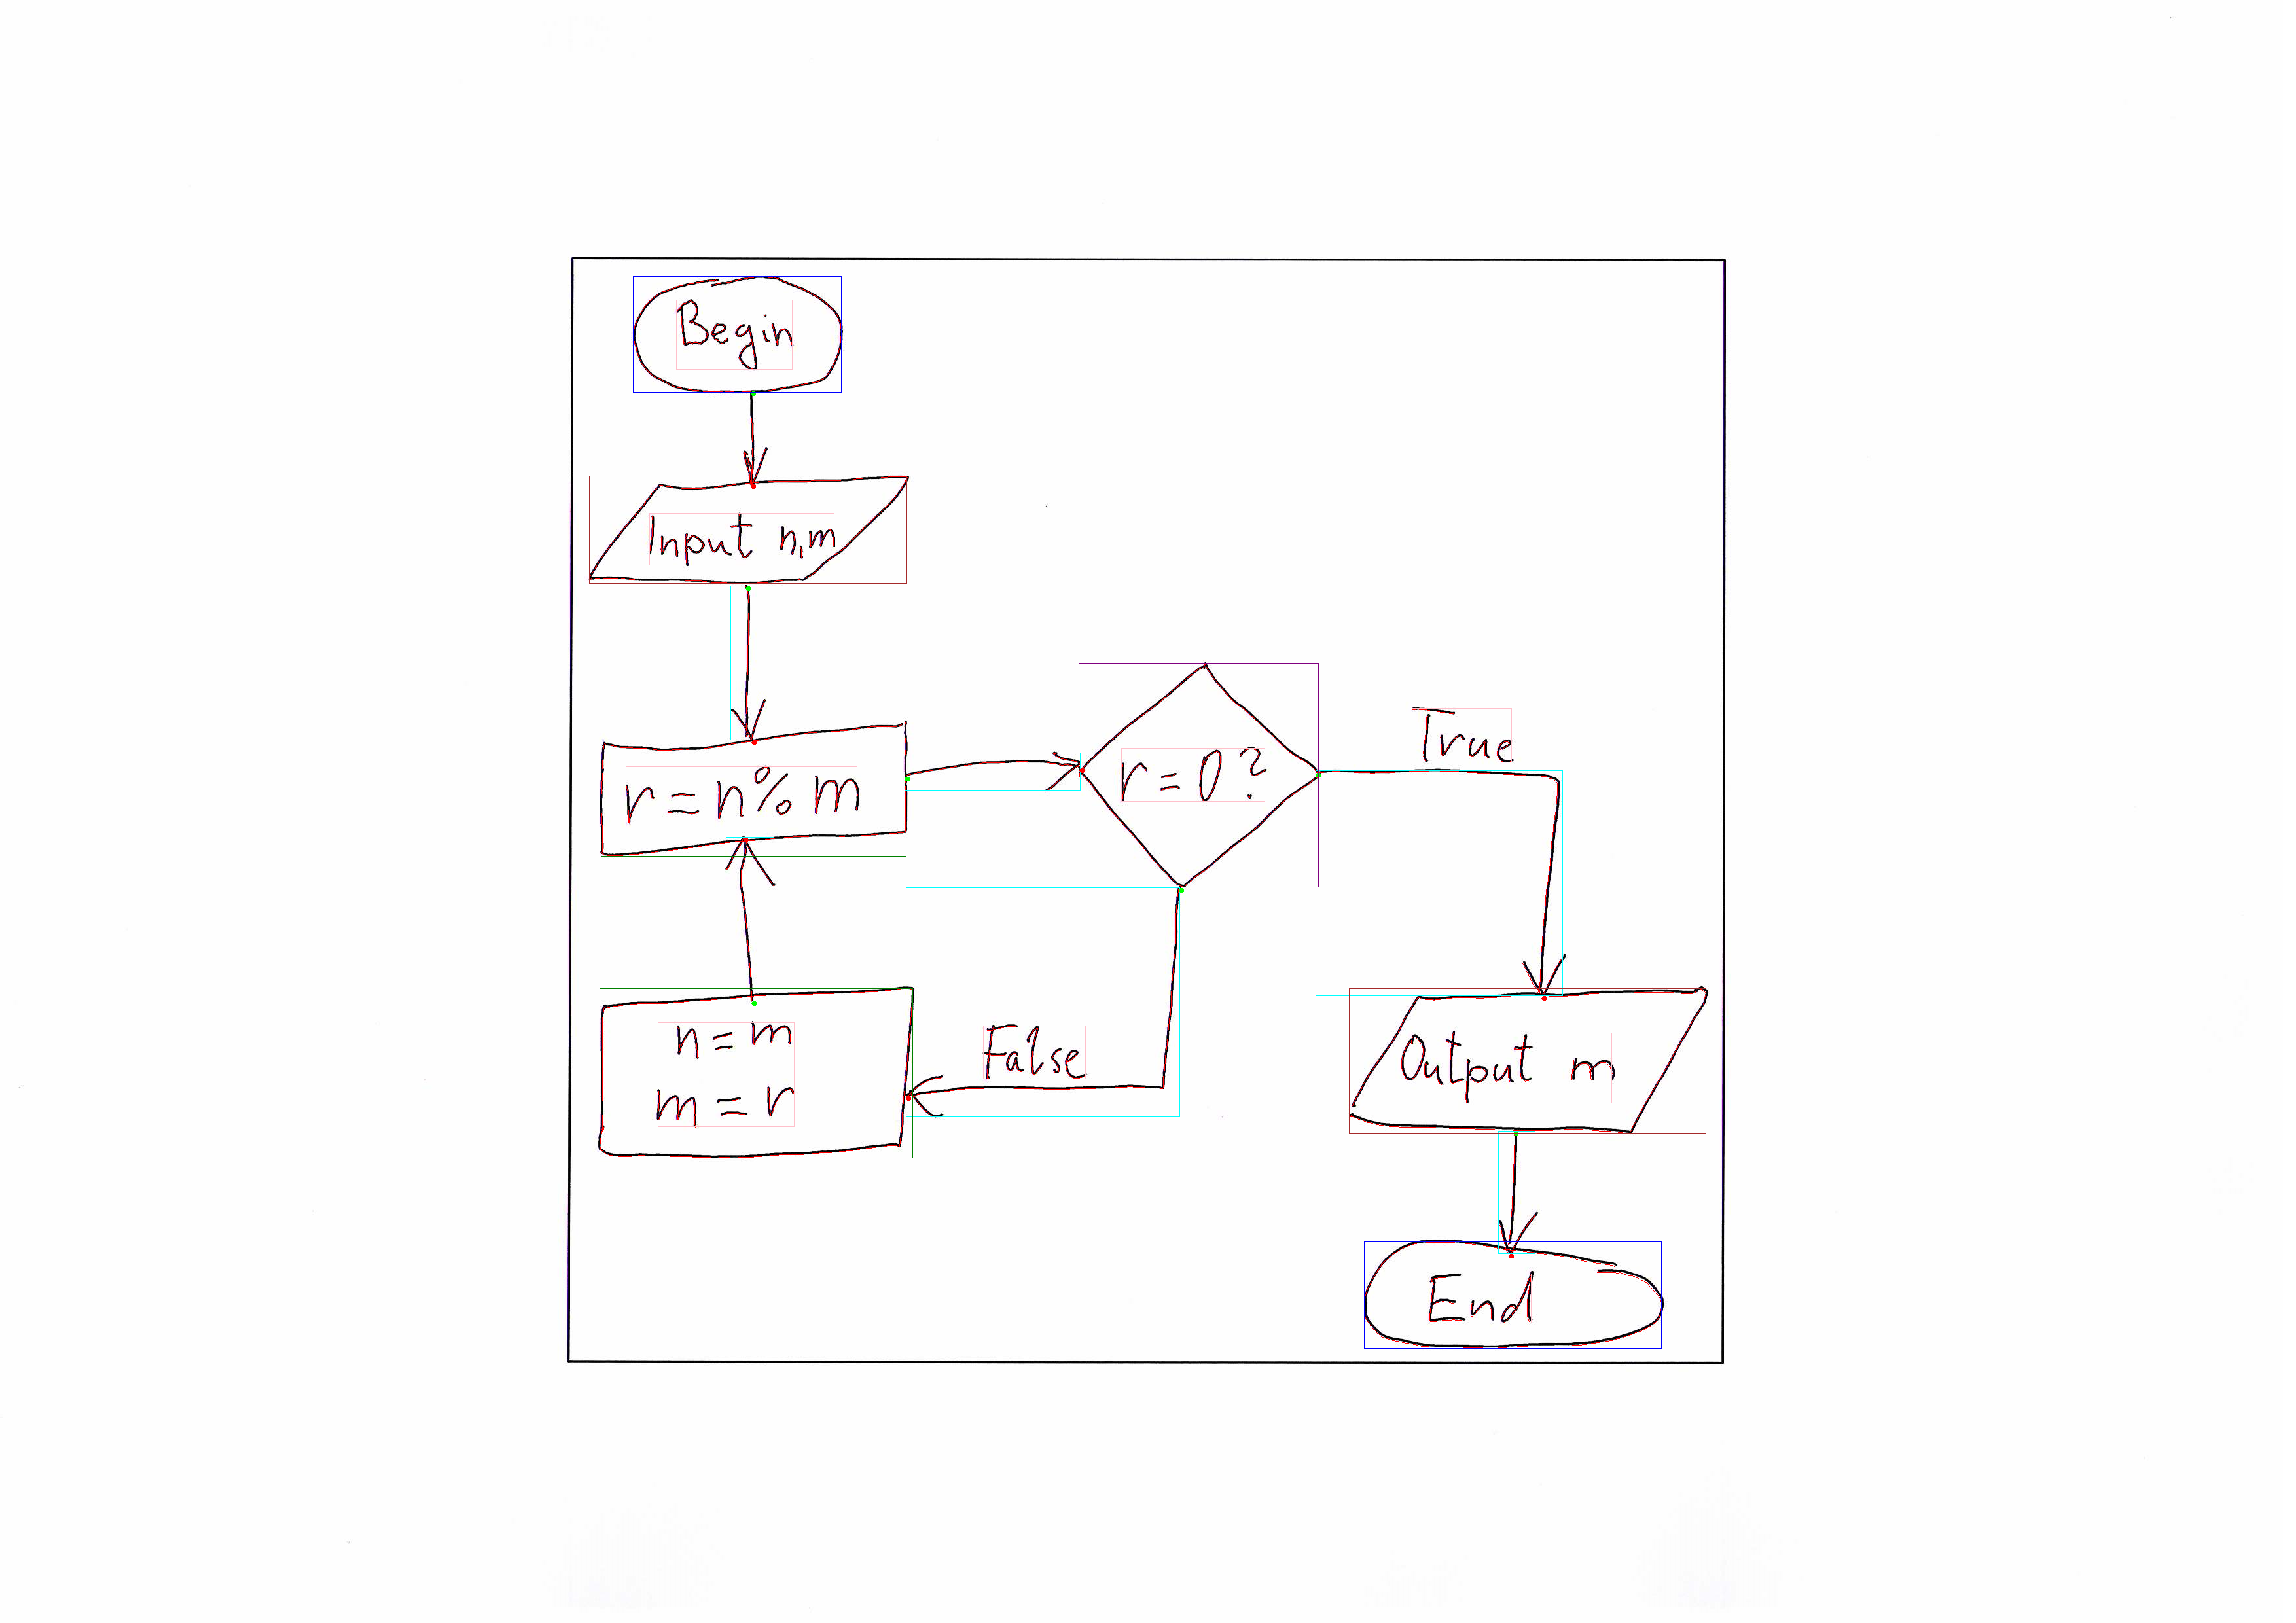 Begin
Input n,m
r=n%m
r=0?
True
False
n=m
m=r
Output m
End